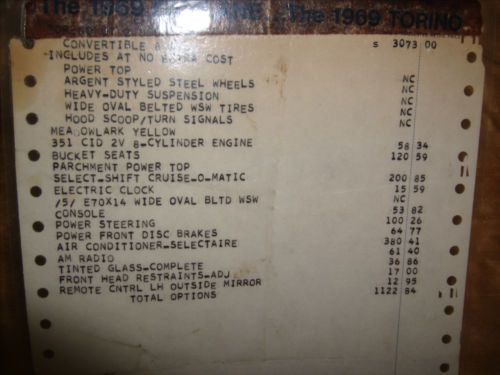 The 1969 The 1969 TORINO
CONVERTIBLE 8 $ 3073 00
INCLUDES AT NO EXTRA COST
POWER TOP
ARGENT STYLED STEEL WHEELS NC
HEAVY-DUTY SUSPENSION NC
WIDE OVAL BELTED WSW TIRES NC
HOOD SCOOP/TURN SIGNALS NC
MEADOWLARK YELLOW NC
351 CID 2V 8-CYLINDER ENGINE 58 34
BUCKET SEATS 120 59
PARCHMENT POWER TOP
SELECT-SHIFT CRUISE-O-MATIC 200 85
ELECTRIC CLOCK 15 59
/5/ E70X14 WIDE OVAL BLTD WSW NC
CONSOLE 53 82
POWER STEERING 100 26
POWER FRONT DISC BRAKES 64 77
AIR CONDITIONER-SELECTAIRE 380 41
AM RADIO 61 40
TINTED GLASS-COMPLETE 36 86
FRONT HEAD RESTRAINTS-ADJ 17 00
REMOTE CNTRL LH OUTSIDE MIRROR 12 95
TOTAL OPTIONS 1122 84